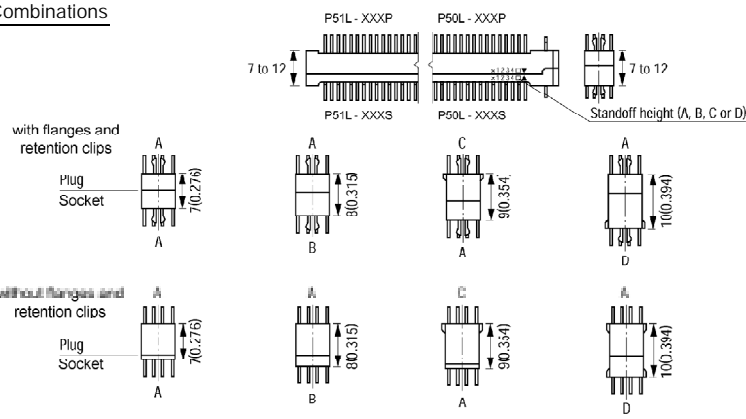 Combinations
P51L - XXXP P50L - XXXP
7 to 12
7 to 12
P51L - XXXS P50L - XXXS
Standoff height (A, B, C or D)
with flanges and
retention clips
A A C A
Plug
Socket
7(0.276) 8(0.315) 9(0.354) 10(0.394)
A B A D
without flanges and
retention clips
A A C A
Plug
Socket
7(0.276) 8(0.315) 9(0.354) 10(0.394)
A B A D